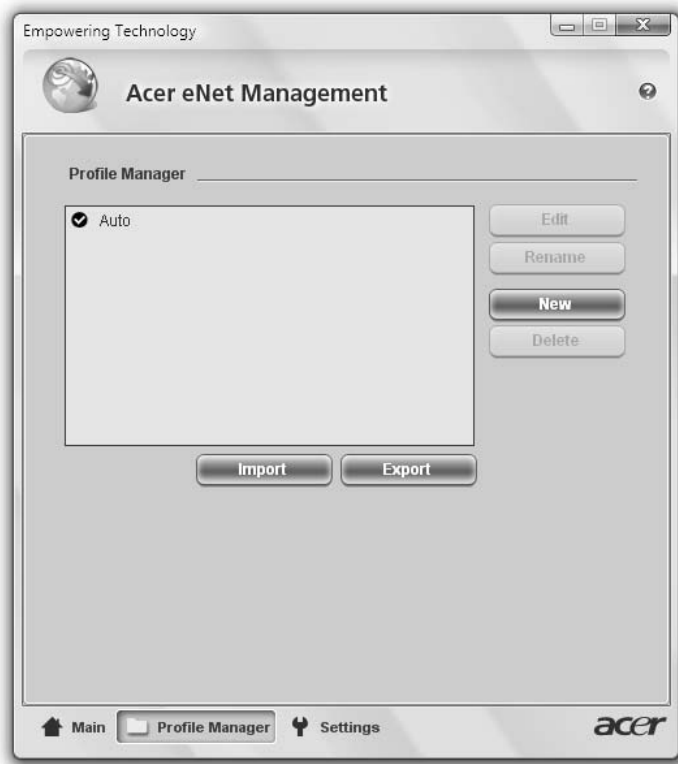 Empowering Technology
Acer eNet Management
Profile Manager
Auto
Edit
Rename
New
Delete
Import
Export
Main
Profile Manager
Settings
acer